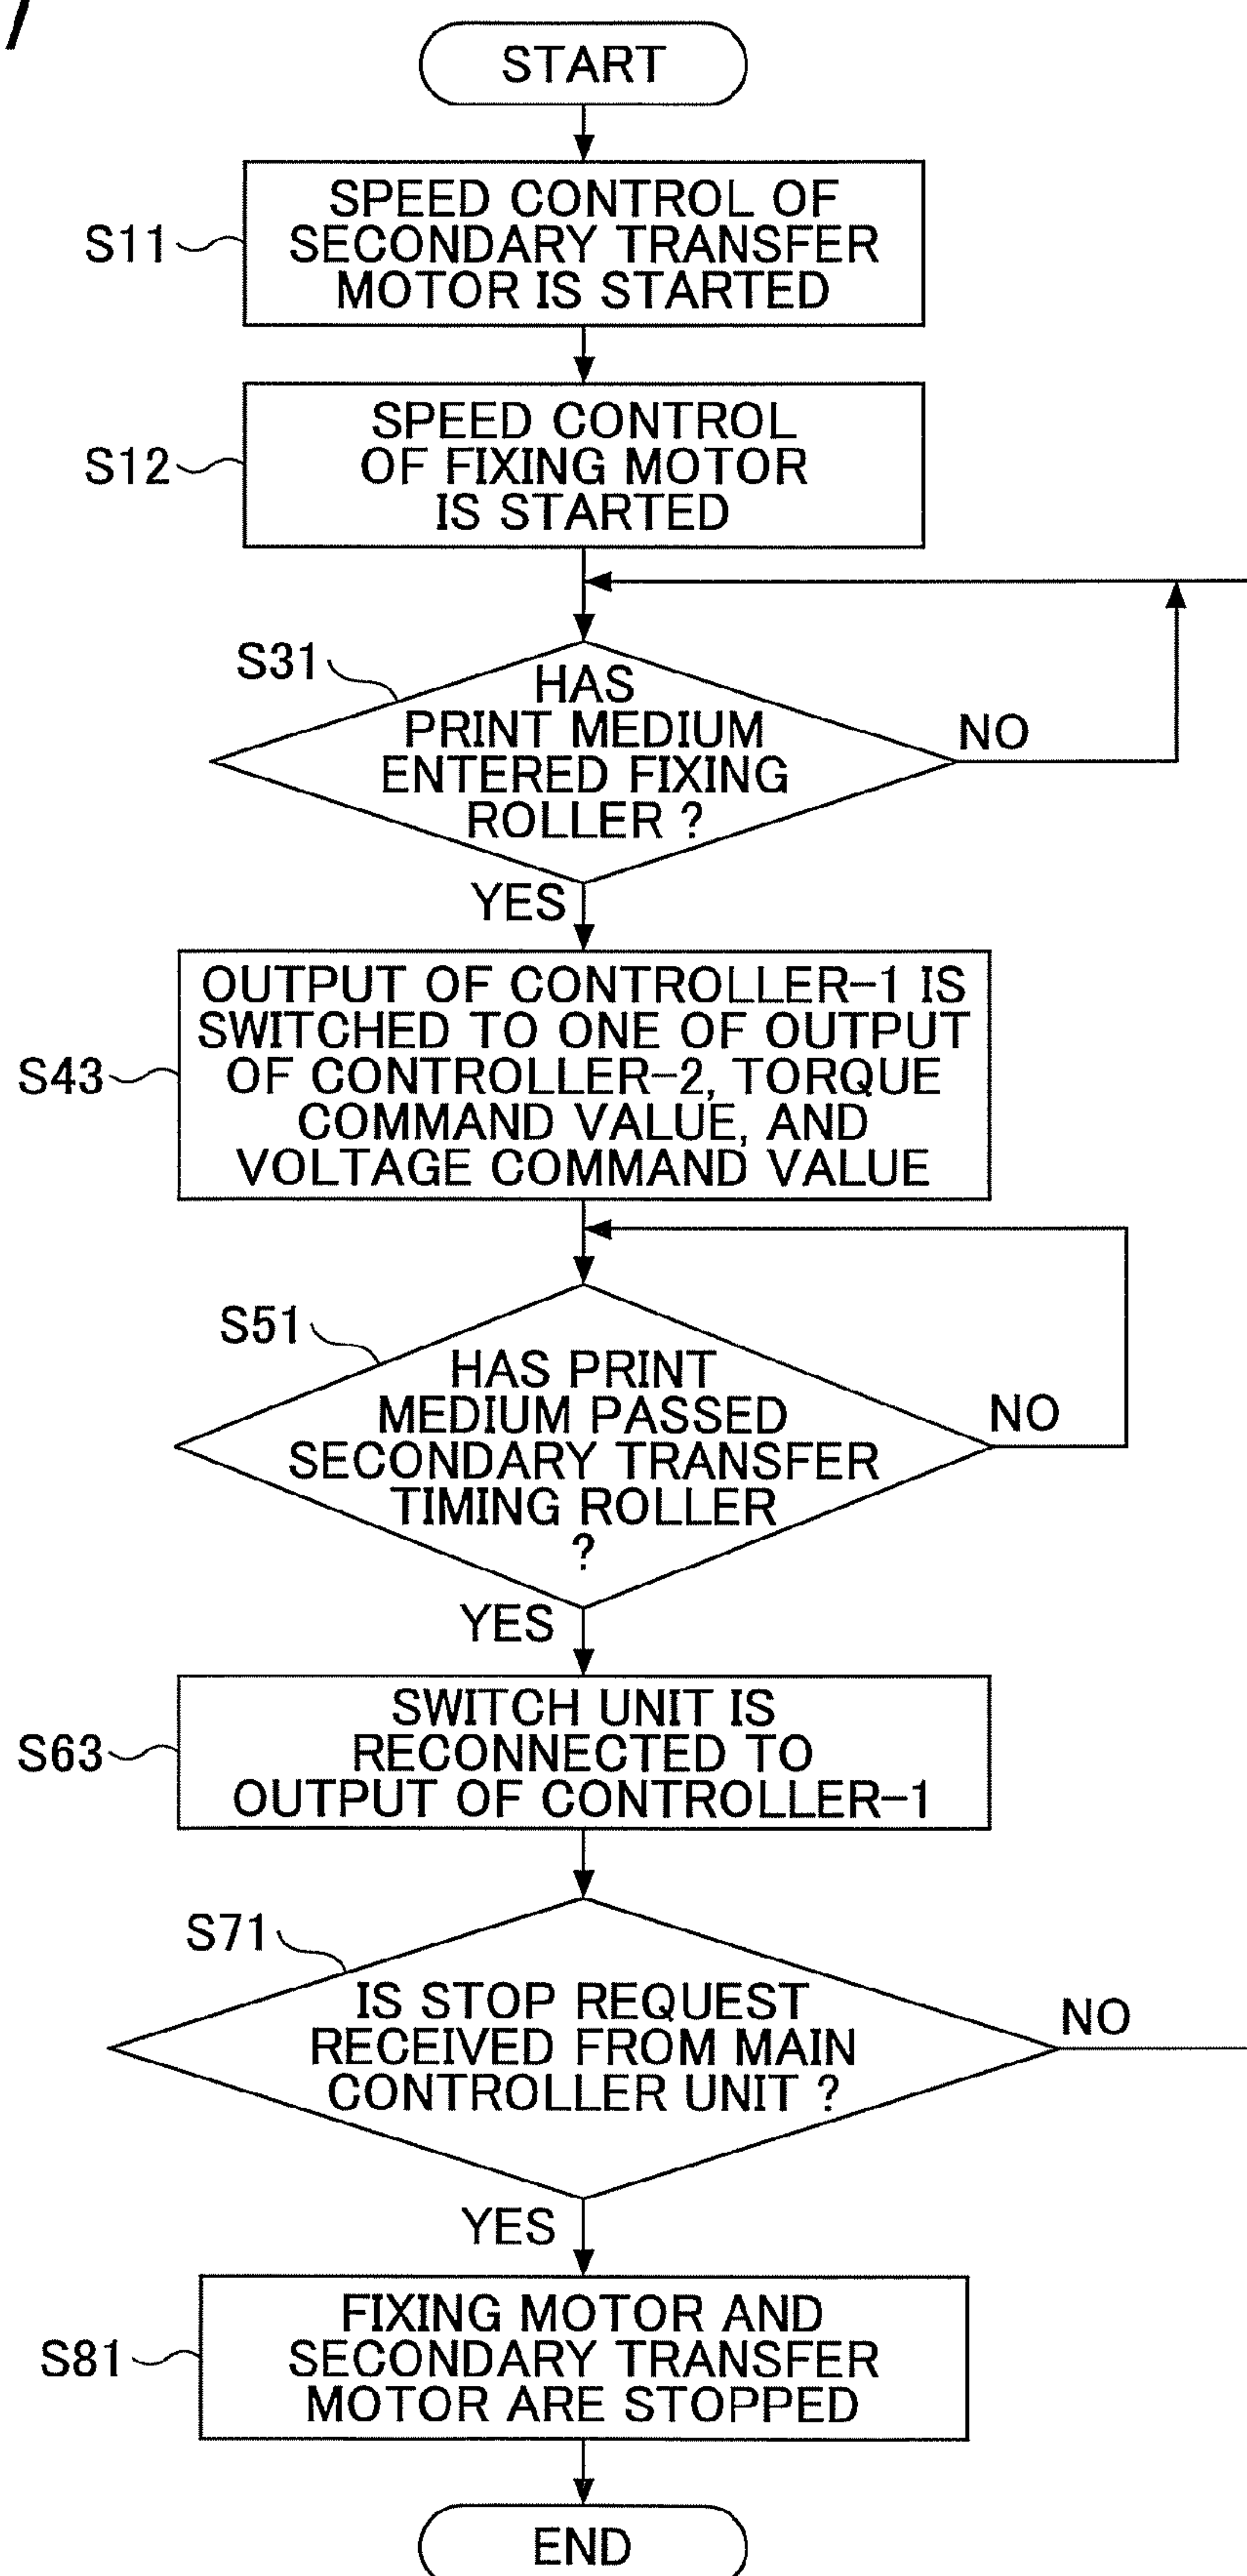 START
S11
SPEED CONTROL OF
SECONDARY TRANSFER
MOTOR IS STARTED
S12
SPEED CONTROL
OF FIXING MOTOR
IS STARTED
S31
HAS
PRINT MEDIUM
ENTERED FIXING
ROLLER ?
NO
YES
S43
OUTPUT OF CONTROLLER-1 IS
SWITCHED TO ONE OF OUTPUT
OF CONTROLLER-2, TORQUE
COMMAND VALUE, AND
VOLTAGE COMMAND VALUE
S51
HAS PRINT
MEDIUM PASSED
SECONDARY TRANSFER
TIMING ROLLER
?
NO
YES
S63
SWITCH UNIT IS
RECONNECTED TO
OUTPUT OF CONTROLLER-1
S71
IS STOP REQUEST
RECEIVED FROM MAIN
CONTROLLER UNIT ?
NO
YES
S81
FIXING MOTOR AND
SECONDARY TRANSFER
MOTOR ARE STOPPED
END